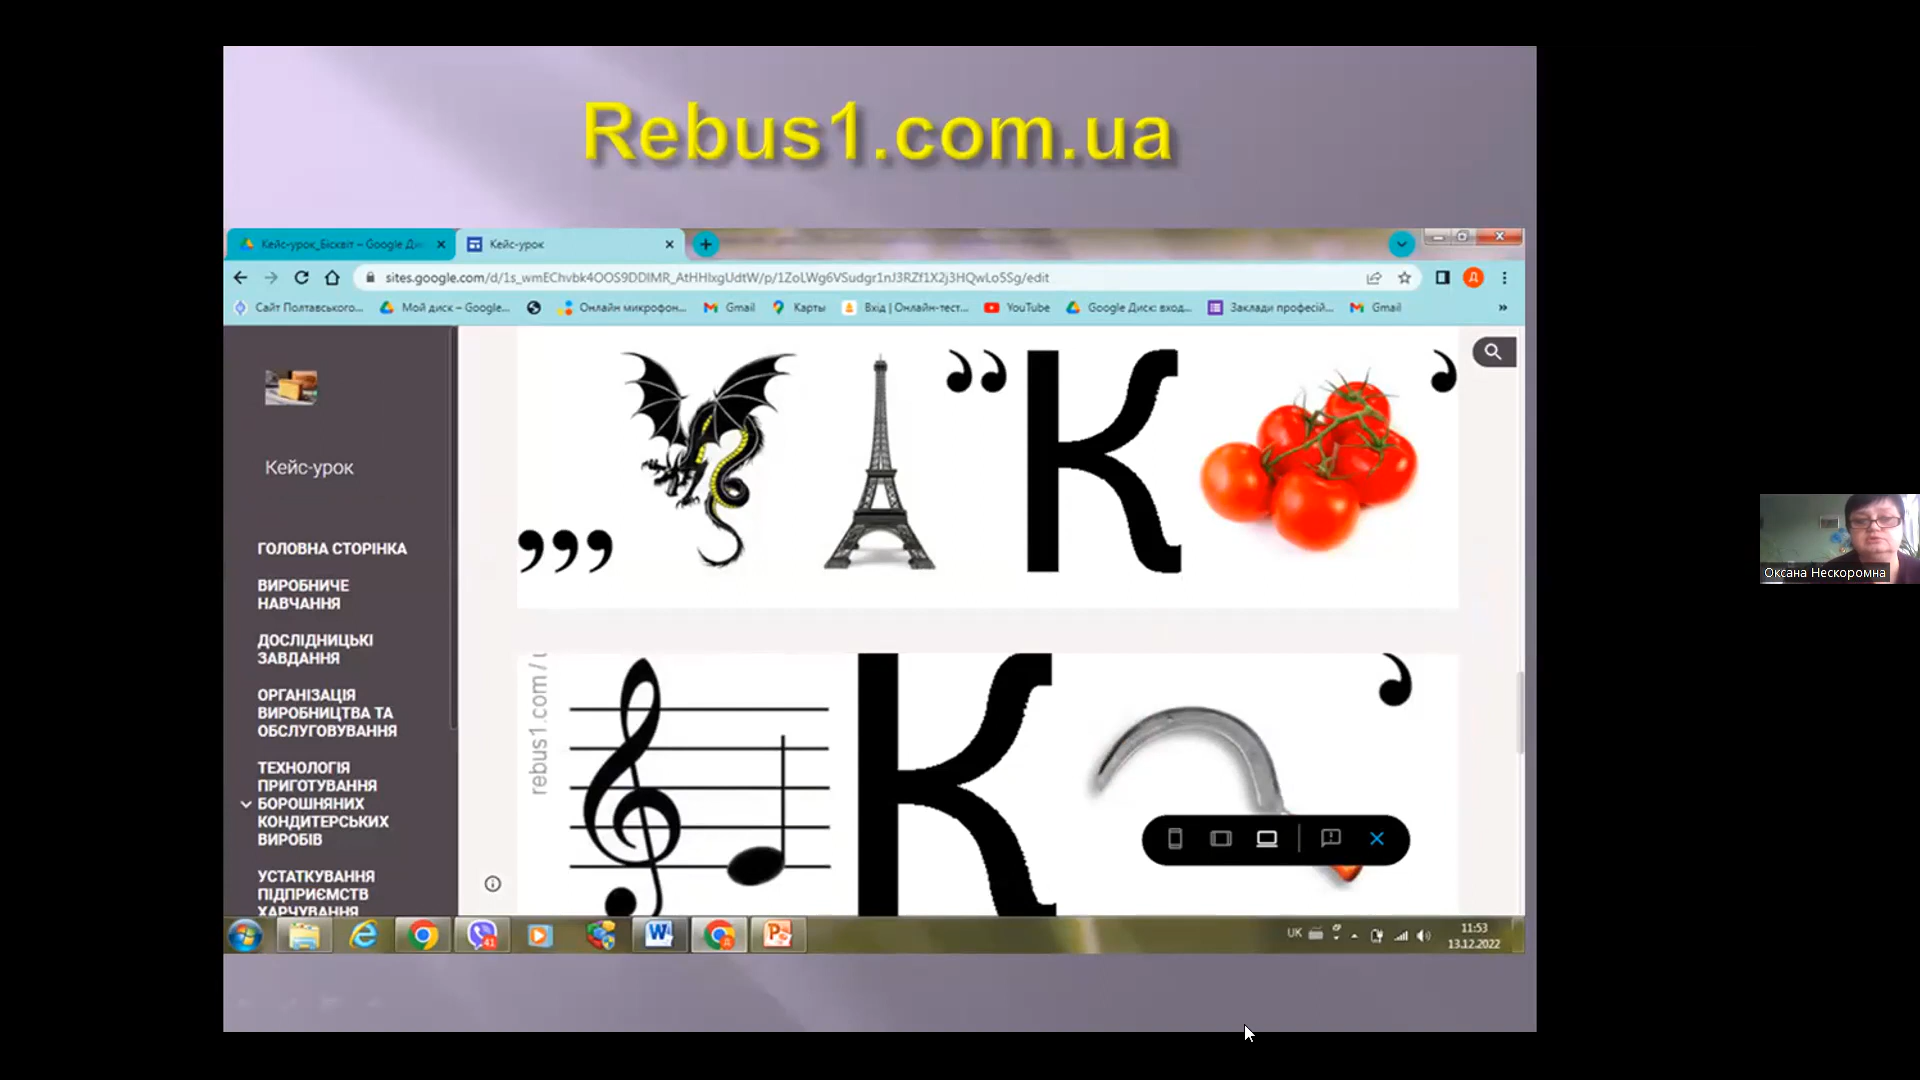 Rebus1.com.ua
Кейс-урок_Бісквіт – Google Ди
Кейс-урок
sites.google.com/d/1s_wmEChvbk4OOS9DDlMR_AtHHlxgUdtW/p/1ZoLWg6VSudgr1nJ3RZf1X2j3HQwLo5Sg/edit
Сайт Полтавського...
Мой диск – Google...
Онлайн микрофон...
Gmail
Карты
Вхід | Онлайн-тест...
YouTube
Google Диск: вход...
Заклади професій...
Gmail
»
,,,
К
,
Кейс-урок
ГОЛОВНА СТОРІНКА
ВИРОБНИЧЕ
НАВЧАННЯ
ДОСЛІДНИЦЬКІ
ЗАВДАННЯ
ОРГАНІЗАЦІЯ
ВИРОБНИЦТВА ТА
ОБСЛУГОВУВАННЯ
ТЕХНОЛОГІЯ
ПРИГОТУВАННЯ
БОРОШНЯНИХ
КОНДИТЕРСЬКИХ
ВИРОБІВ
УСТАТКУВАННЯ
ПІДПРИЄМСТВ
ХАРЧУВАННЯ
rebus1.com /
К
,
UK
11:53
13.12.2022
Оксана Нескоромна